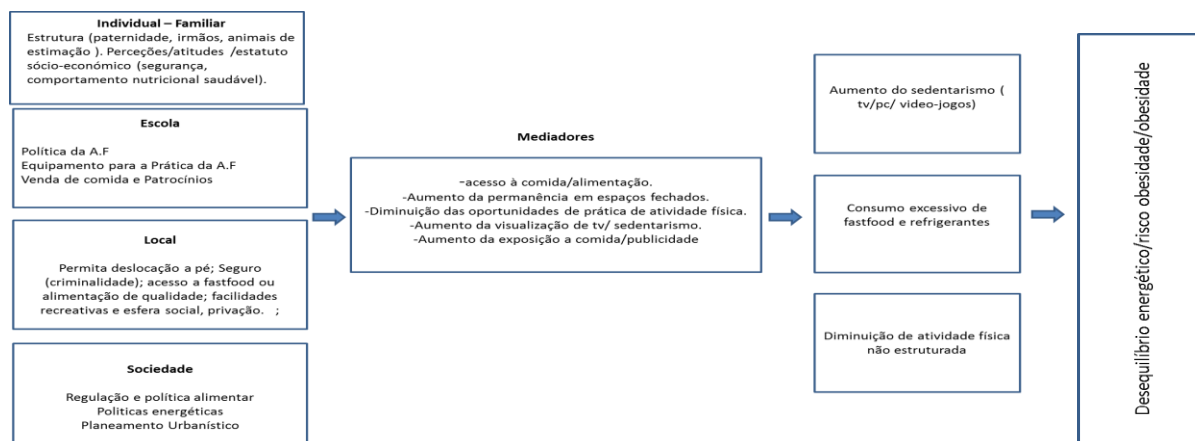 Individual – Familiar
Estrutura (paternidade, irmãos, animais de
estimação ). Perceções/atitudes /estatuto
sócio-económico (segurança,
comportamento nutricional saudável).
Escola
Política da A.F
Equipamento para a Prática da A.F
Venda de comida e Patrocínios
Local
Permita deslocação a pé; Seguro
(criminalidade); acesso a fastfood ou
alimentação de qualidade; facilidades
recreativas e esfera social, privação. ;
Sociedade
Regulação e política alimentar
Politicas energéticas
Planeamento Urbanístico
Mediadores
-acesso à comida/alimentação.
-Aumento da permanência em espaços fechados.
-Diminuição das oportunidades de prática de atividade física.
-Aumento da visualização de tv/ sedentarismo.
-Aumento da exposição a comida/publicidade
Aumento do sedentarismo (
tv/pc/ video-jogos)
Consumo excessivo de
fastfood e refrigerantes
Diminuição de atividade física
não estruturada
Desequilíbrio energético/risco obesidade/obesidade